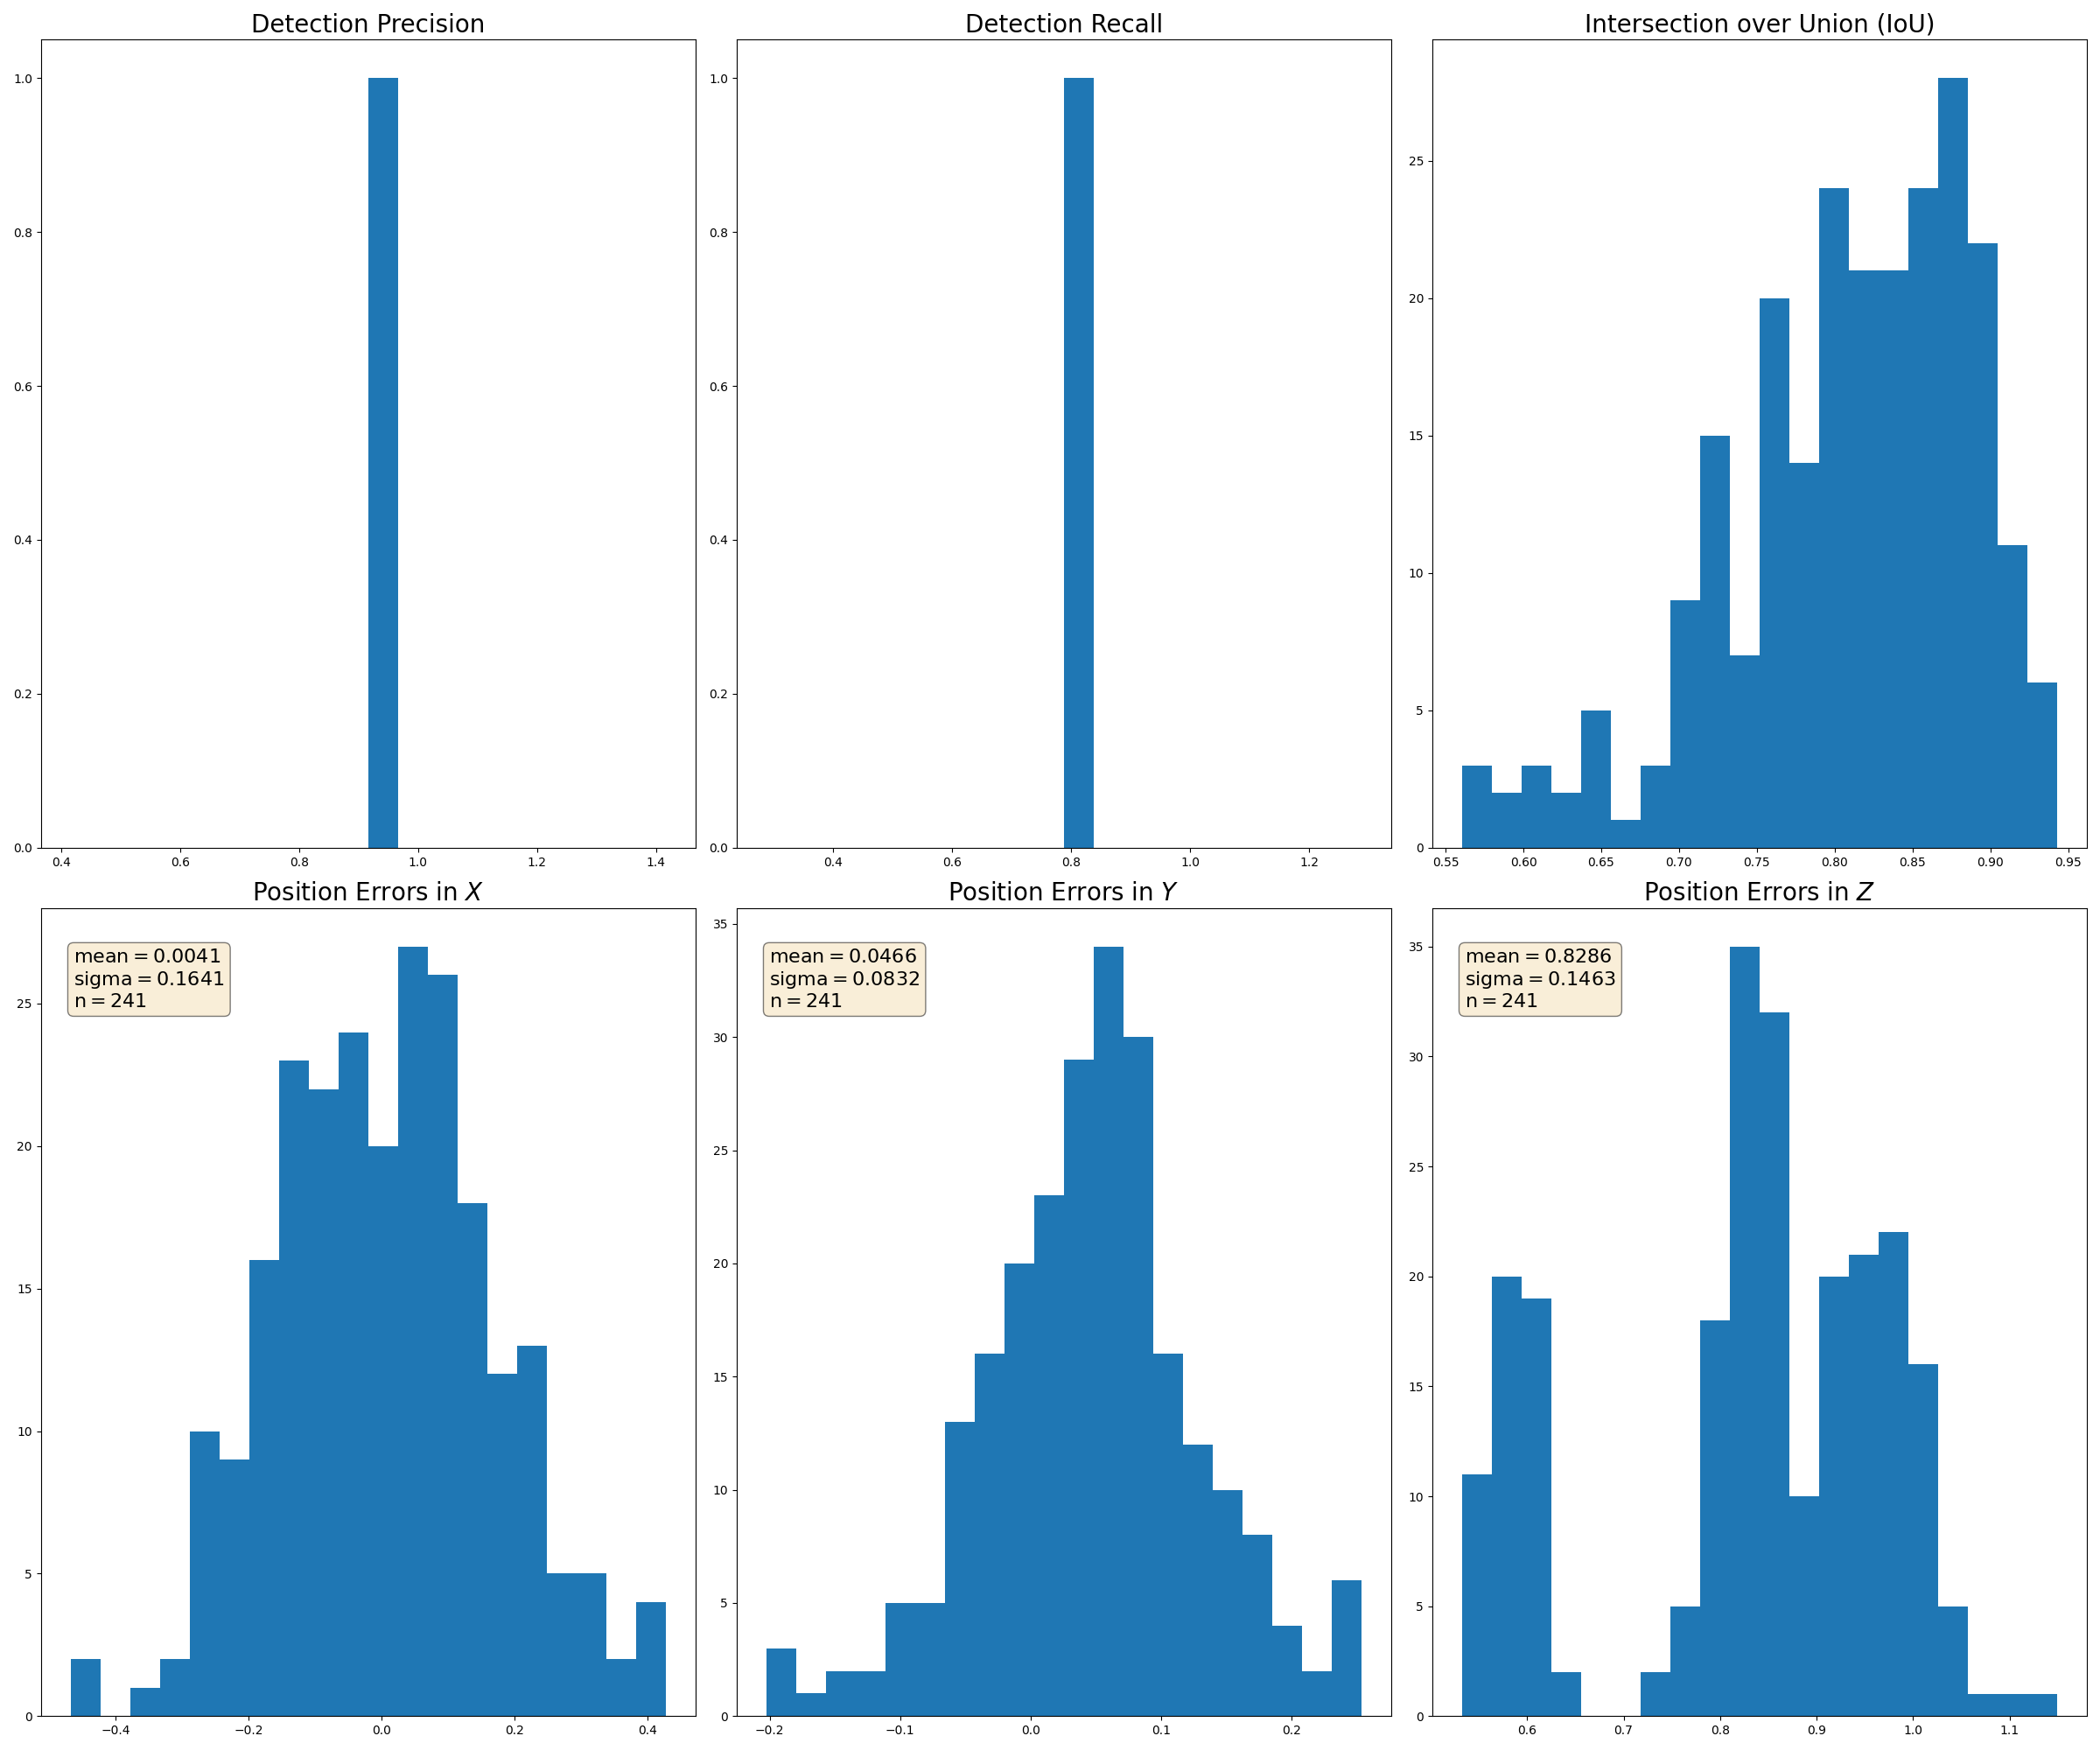 Detection Precision
1.0
0.8
0.6
0.4
0.2
0.0
0.4 0.6 0.8 1.0 1.2 1.4
Detection Recall
1.0
0.8
0.6
0.4
0.2
0.0
0.4 0.6 0.8 1.0 1.2
Intersection over Union (IoU)
25
20
15
10
5
0
0.55 0.60 0.65 0.70 0.75 0.80 0.85 0.90 0.95
Position Errors in X
mean = 0.0041
sigma = 0.1641
n = 241
25
20
15
10
5
0
−0.4 −0.2 0.0 0.2 0.4
Position Errors in Y
mean = 0.0466
sigma = 0.0832
n = 241
35
30
25
20
15
10
5
0
−0.2 −0.1 0.0 0.1 0.2
Position Errors in Z
mean = 0.8286
sigma = 0.1463
n = 241
35
30
25
20
15
10
5
0
0.6 0.7 0.8 0.9 1.0 1.1